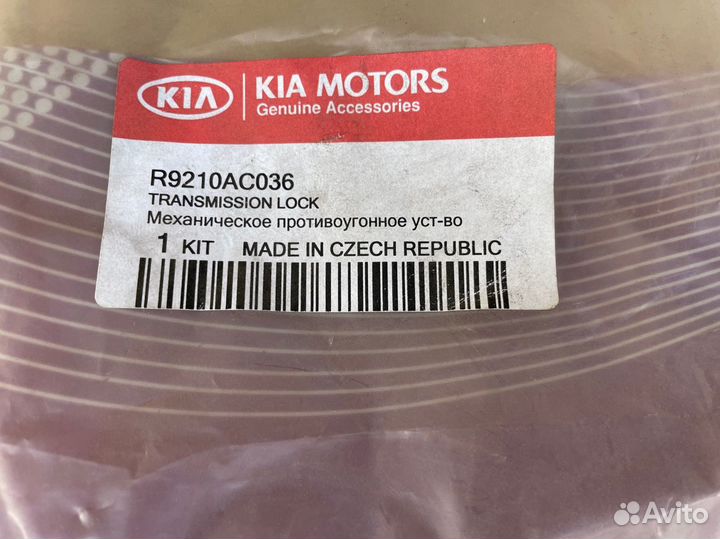 KIA
KIA MOTORS
Genuine Accessories
R9210AC036
TRANSMISSION LOCK
Механическое противоугонное уст-во
1 KIT MADE IN CZECH REPUBLIC
Avito